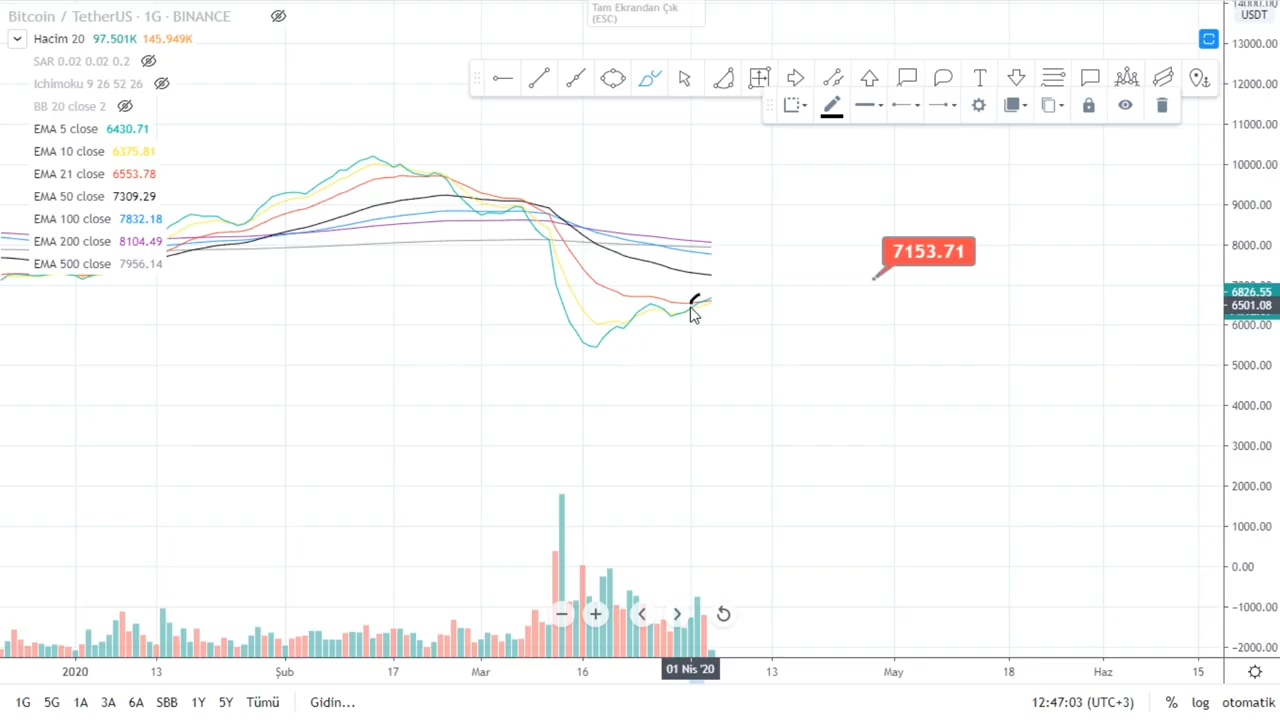 Bitcoin / TetherUS · 1G · BINANCE
Tam Ekrandan Çık
(ESC)
Hacim 20 97.501K 145.949K
SAR 0.02 0.02 0.2
Ichimoku 9 26 52 26
BB 20 close 2
EMA 5 close 6430.71
EMA 10 close 6375.81
EMA 21 close 6553.78
EMA 50 close 7309.29
EMA 100 close 7832.18
EMA 200 close 8104.49
EMA 500 close 7956.14
7153.71
USDT
13000.00
12000.00
11000.00
10000.00
9000.00
8000.00
6826.55
6501.08
6000.00
5000.00
4000.00
3000.00
2000.00
1000.00
0.00
-1000.00
-2000.00
2020 13 Şub 17 Mar 16 01 Nis '20 13 May 18 Haz 15
1G 5G 1A 3A 6A SBB 1Y 5Y Tümü Gidin... 12:47:03 (UTC+3) % log otomatik